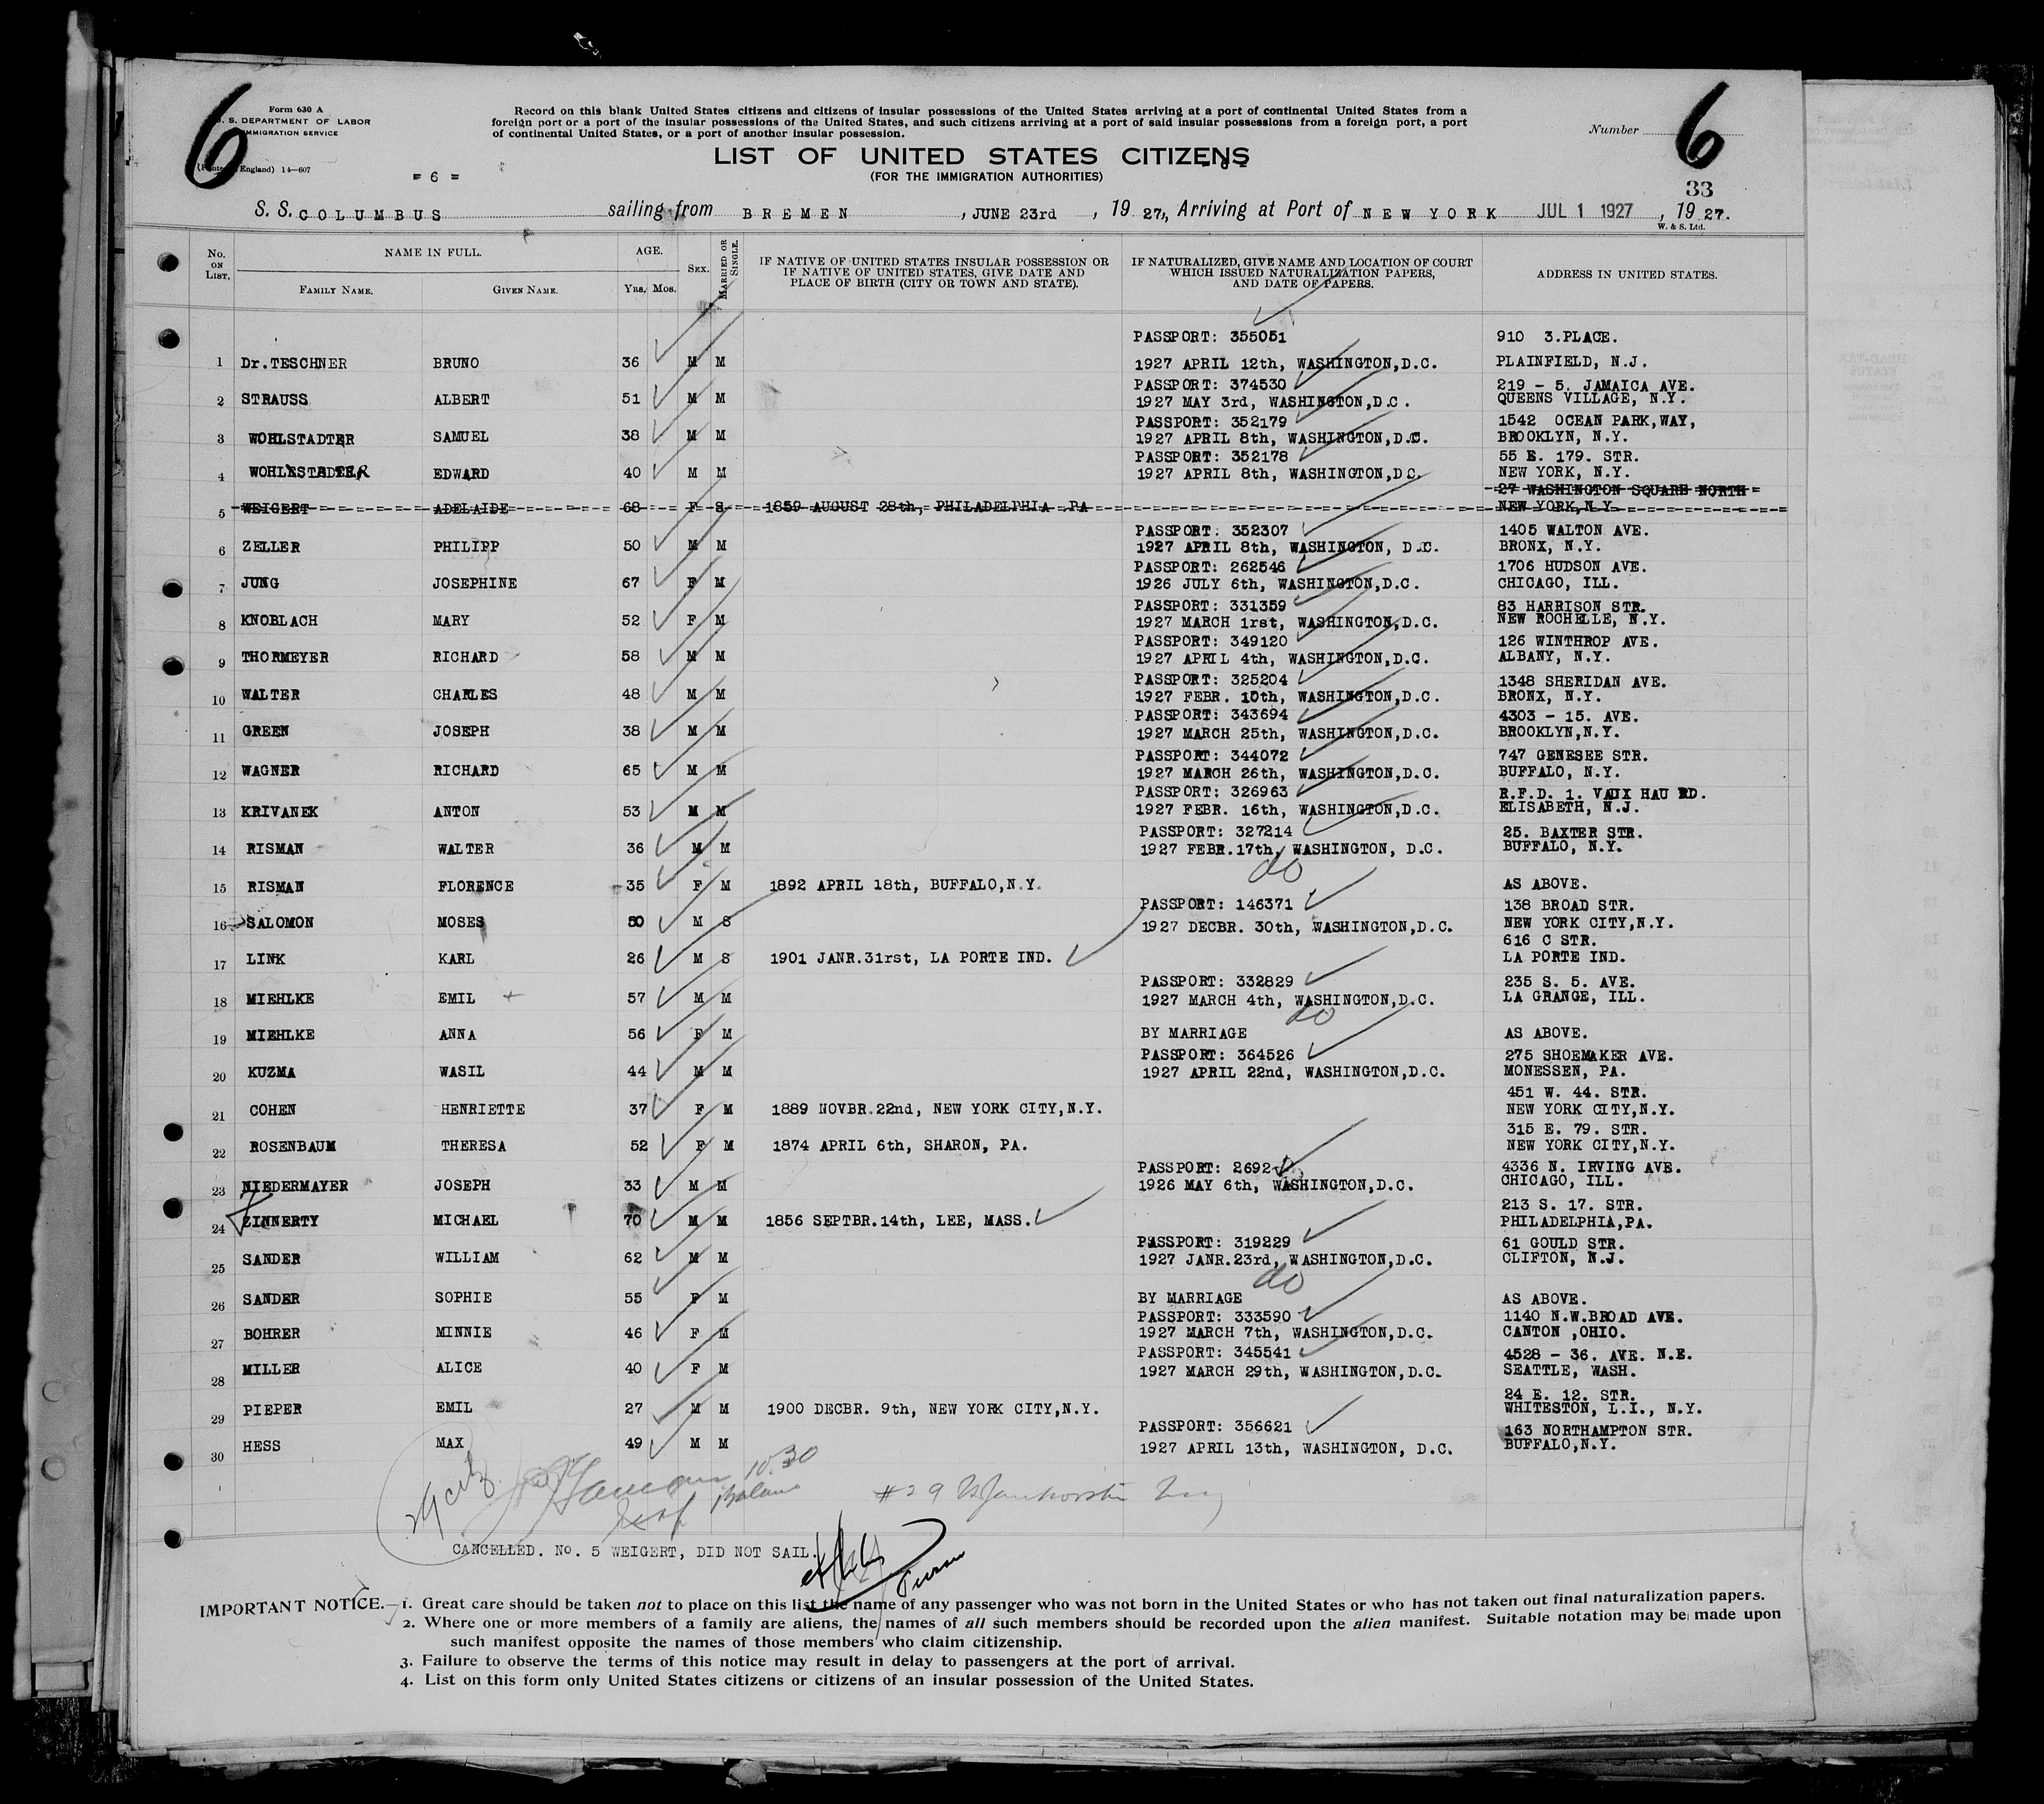 6
Form 630 A
U. S. DEPARTMENT OF LABOR
IMMIGRATION SERVICE
England) 14—607
Record on this blank United States citizens and citizens of insular possessions of the United States arriving at a port of continental United States from a
foreign port or a port of the insular possessions of the United States, and such citizens arriving at a port of said insular possessions from a foreign port, a port
of continental United States, or a port of another insular possession.
Number 6
LIST OF UNITED STATES CITIZENS
(FOR THE IMMIGRATION AUTHORITIES)
= 6 =
33
S. S. COLUMBUS sailing from BREMEN, JUNE 23rd, 19 27., Arriving at Port of NEW YORK JUL 1 1927, 19 27.
W. & S. Ltd.
No. ON LIST. NAME IN FULL. FAMILY NAME. GIVEN NAME. AGE. YRS. MOS. SEX. MARRIED OR SINGLE. IF NATIVE OF UNITED STATES INSULAR POSSESSION OR IF NATIVE OF UNITED STATES, GIVE DATE AND PLACE OF BIRTH (CITY OR TOWN AND STATE). IF NATURALIZED, GIVE NAME AND LOCATION OF COURT WHICH ISSUED NATURALIZATION PAPERS, AND DATE OF PAPERS. ADDRESS IN UNITED STATES.
PASSPORT: 355051 910 3.PLACE.
1 Dr.TESCHNER BRUNO 36 M M 1927 APRIL 12th, WASHINGTON,D.C. PLAINFIELD, N.J.
PASSPORT: 374530 219 - 5. JAMAICA AVE.
2 STRAUSS ALBERT 51 M M 1927 MAY 3rd, WASHINGTON,D.C. QUEENS VILLAGE, N.Y.
PASSPORT: 352179 1542 OCEAN PARK,WAY,
3 WOHLSTADTER SAMUEL 38 M M 1927 APRIL 8th, WASHINGTON,D.C. BROOKLYN, N.Y.
PASSPORT: 352178 55 E. 179. STR.
4 WOHLSTADTER EDWARD 40 M M 1927 APRIL 8th, WASHINGTON,DC. NEW YORK, N.Y.
27 WASHINGTON SQUARE NORTH
5 WEIGERT ADELAIDE 68 F S 1859 AUGUST 28th, PHILADELPHIA PA NEW YORK,N.Y.
PASSPORT: 352307 1405 WALTON AVE.
6 ZELLER PHILIPP 50 M M 1927 APRIL 8th, WASHINGTON, D.C. BRONX, N.Y.
PASSPORT: 262546 1706 HUDSON AVE.
7 JUNG JOSEPHINE 67 F M 1926 JULY 6th, WASHINGTON,D.C. CHICAGO, ILL.
PASSPORT: 331359 83 HARRISON STR.
8 KNOBLACH MARY 52 F M 1927 MARCH 1rst, WASHINGTON,D.C. NEW ROCHELLE, N.Y.
PASSPORT: 349120 126 WINTHROP AVE.
9 THORMEYER RICHARD 58 M M 1927 APRIL 4th, WASHINGTON,D.C. ALBANY, N.Y.
PASSPORT: 325204 1348 SHERIDAN AVE.
10 WALTER CHARLES 48 M M 1927 FEBR. 10th, WASHINGTON,D.C. BRONX, N.Y.
PASSPORT: 343694 4303 - 15. AVE.
11 GREEN JOSEPH 38 M M 1927 MARCH 25th, WASHINGTON,D.C. BROOKLYN,N.Y.
PASSPORT: 344072 747 GENESEE STR.
12 WAGNER RICHARD 65 M M 1927 MARCH 26th, WASHINGTON,D.C. BUFFALO, N.Y.
PASSPORT: 326963 R.F.D. 1. VAUX HAU RD.
13 KRIVANEK ANTON 53 M M 1927 FEBR. 16th, WASHINGTON,D.C. ELISABETH, N.J.
PASSPORT: 327214 25. BAXTER STR.
14 RISMAN WALTER 36 M M 1927 FEBR.17th, WASHINGTON, D.C. BUFFALO, N.Y.
do
15 RISMAN FLORENCE 35 F M 1892 APRIL 18th, BUFFALO,N.Y. AS ABOVE.
PASSPORT: 146371 138 BROAD STR.
16 SALOMON MOSES 50 M S 1927 DECBR. 30th, WASHINGTON,D.C. NEW YORK CITY,N.Y.
616 C STR.
17 LINK KARL 26 M S 1901 JANR.31rst, LA PORTE IND. LA PORTE IND.
PASSPORT: 332829 235 S. 5. AVE.
18 MIEHLKE EMIL 57 M M 1927 MARCH 4th, WASHINGTON,D.C. LA GRANGE, ILL.
do
19 MIEHLKE ANNA 56 F M BY MARRIAGE AS ABOVE.
PASSPORT: 364526 275 SHOEMAKER AVE.
20 KUZMA WASIL 44 M M 1927 APRIL 22nd, WASHINGTON,D.C. MONESSEN, PA.
451 W. 44. STR.
21 COHEN HENRIETTE 37 F M 1889 NOVBR.22nd, NEW YORK CITY,N.Y. NEW YORK CITY,N.Y.
315 E. 79. STR.
22 ROSENBAUM THERESA 52 F M 1874 APRIL 6th, SHARON, PA. NEW YORK CITY,N.Y.
PASSPORT: 2692 4336 N. IRVING AVE.
23 NIEDERMAYER JOSEPH 33 M M 1926 MAY 6th, WASHINGTON,D.C. CHICAGO, ILL.
213 S. 17. STR.
24 ZINNERTY MICHAEL 70 M M 1856 SEPTBR.14th, LEE, MASS. PHILADELPHIA,PA.
PASSPORT: 319229 61 GOULD STR.
25 SANDER WILLIAM 62 M M 1927 JANR.23rd, WASHINGTON,D.C. CLIFTON, N.J.
do
26 SANDER SOPHIE 55 F M BY MARRIAGE AS ABOVE.
PASSPORT: 333590 1140 N.W.BROAD AVE.
27 BOHRER MINNIE 46 F M 1927 MARCH 7th, WASHINGTON,D.C. CANTON ,OHIO.
PASSPORT: 345541 4528 - 36. AVE. N.E.
28 MILLER ALICE 40 F M 1927 MARCH 29th, WASHINGTON,D.C. SEATTLE, WASH.
24 E. 12. STR.
29 PIEPER EMIL 27 M M 1900 DECBR. 9th, NEW YORK CITY,N.Y. WHITESTON, L.I., N.Y.
PASSPORT: 356621 163 NORTHAMPTON STR.
30 HESS MAX 49 M M 1927 APRIL 13th, WASHINGTON, D.C. BUFFALO,N.Y.
10.30
#29
CANCELLED. No. 5 WEIGERT, DID NOT SAIL.
IMPORTANT NOTICE.—1. Great care should be taken not to place on this list the name of any passenger who was not born in the United States or who has not taken out final naturalization papers.
2. Where one or more members of a family are aliens, the names of all such members should be recorded upon the alien manifest. Suitable notation may be made upon
such manifest opposite the names of those members who claim citizenship.
3. Failure to observe the terms of this notice may result in delay to passengers at the port of arrival.
4. List on this form only United States citizens or citizens of an insular possession of the United States.